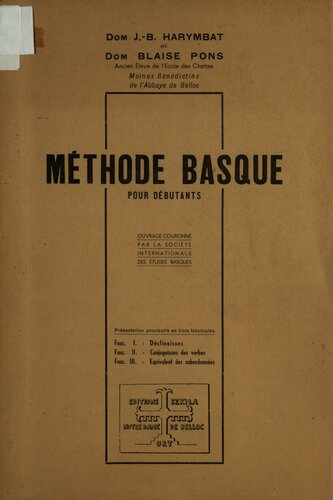 DOM J.-B. HARYMBAT
et
DOM BLAISE PONS
Ancien Elève de l'Ecole des Chartes
Moines Bénédictins
de l'Abbaye de Belloc
MÉTHODE BASQUE
POUR DÉBUTANTS
OUVRAGE COURONNÉ
PAR LA SOCIÉTÉ
INTERNATIONALE
DES ÉTUDES BASQUES
Présentation provisoire en trois fascicules
Fasc. I. - Déclinaisons
Fasc. II. - Conjugaisons des verbes
Fasc. III. - Equivalent des subordonnées
EDITIONS EZKILA
NOTRE DAME DE BELLOC
URT